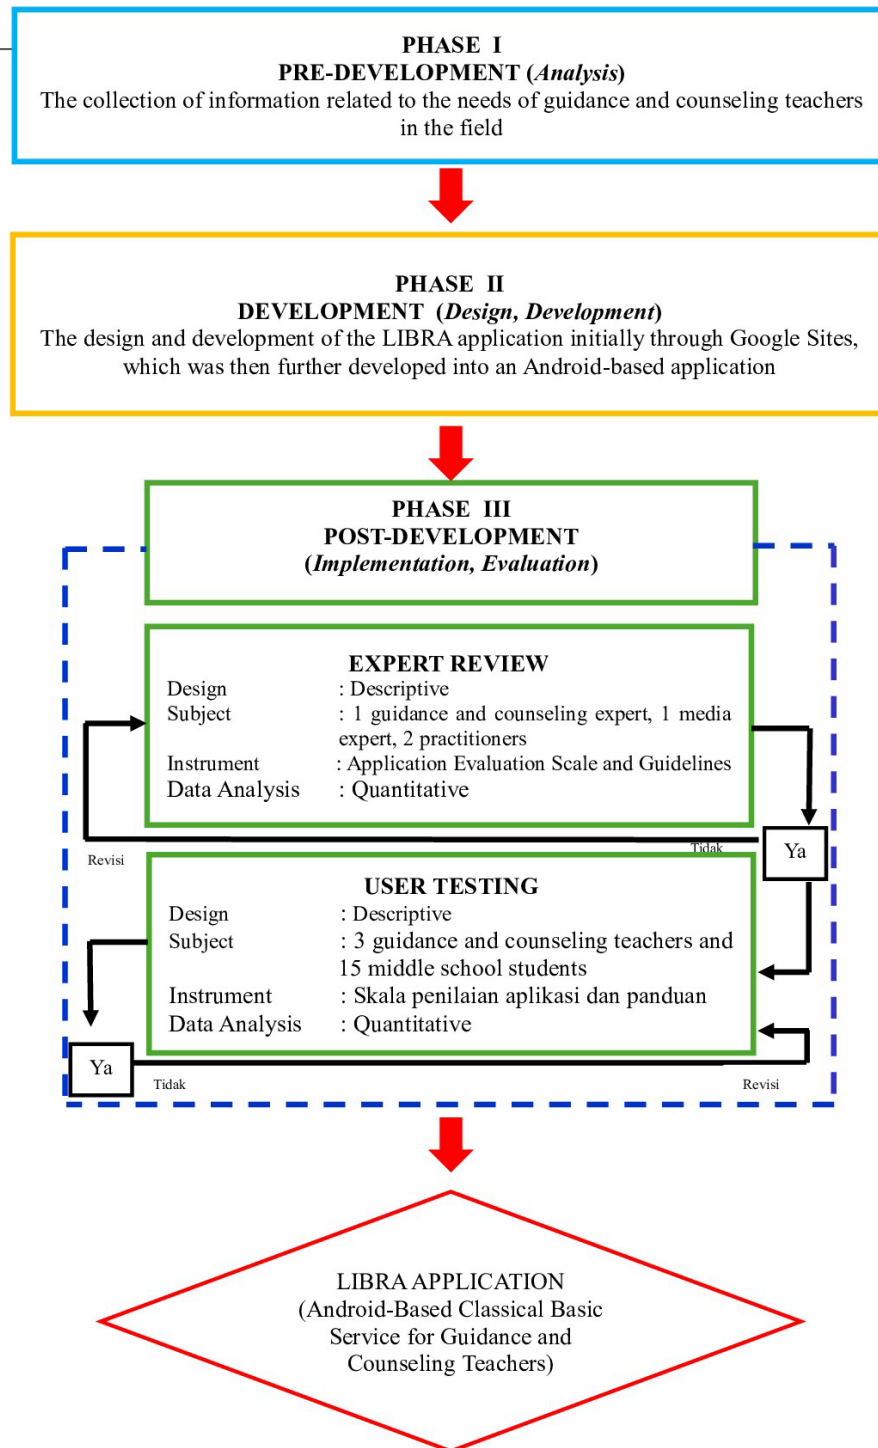 PHASE I
PRE-DEVELOPMENT (Analysis)
The collection of information related to the needs of guidance and counseling teachers
in the field
PHASE II
DEVELOPMENT (Design, Development)
The design and development of the LIBRA application initially through Google Sites,
which was then further developed into an Android-based application
PHASE III
POST-DEVELOPMENT
(Implementation, Evaluation)
EXPERT REVIEW
Design : Descriptive
Subject : 1 guidance and counseling expert, 1 media
expert, 2 practitioners
Instrument : Application Evaluation Scale and Guidelines
Data Analysis : Quantitative
Revisi
Tidak
Ya
USER TESTING
Design : Descriptive
Subject : 3 guidance and counseling teachers and
15 middle school students
Instrument : Skala penilaian aplikasi dan panduan
Data Analysis : Quantitative
Ya
Tidak
Revisi
LIBRA APPLICATION
(Android-Based Classical Basic
Service for Guidance and
Counseling Teachers)